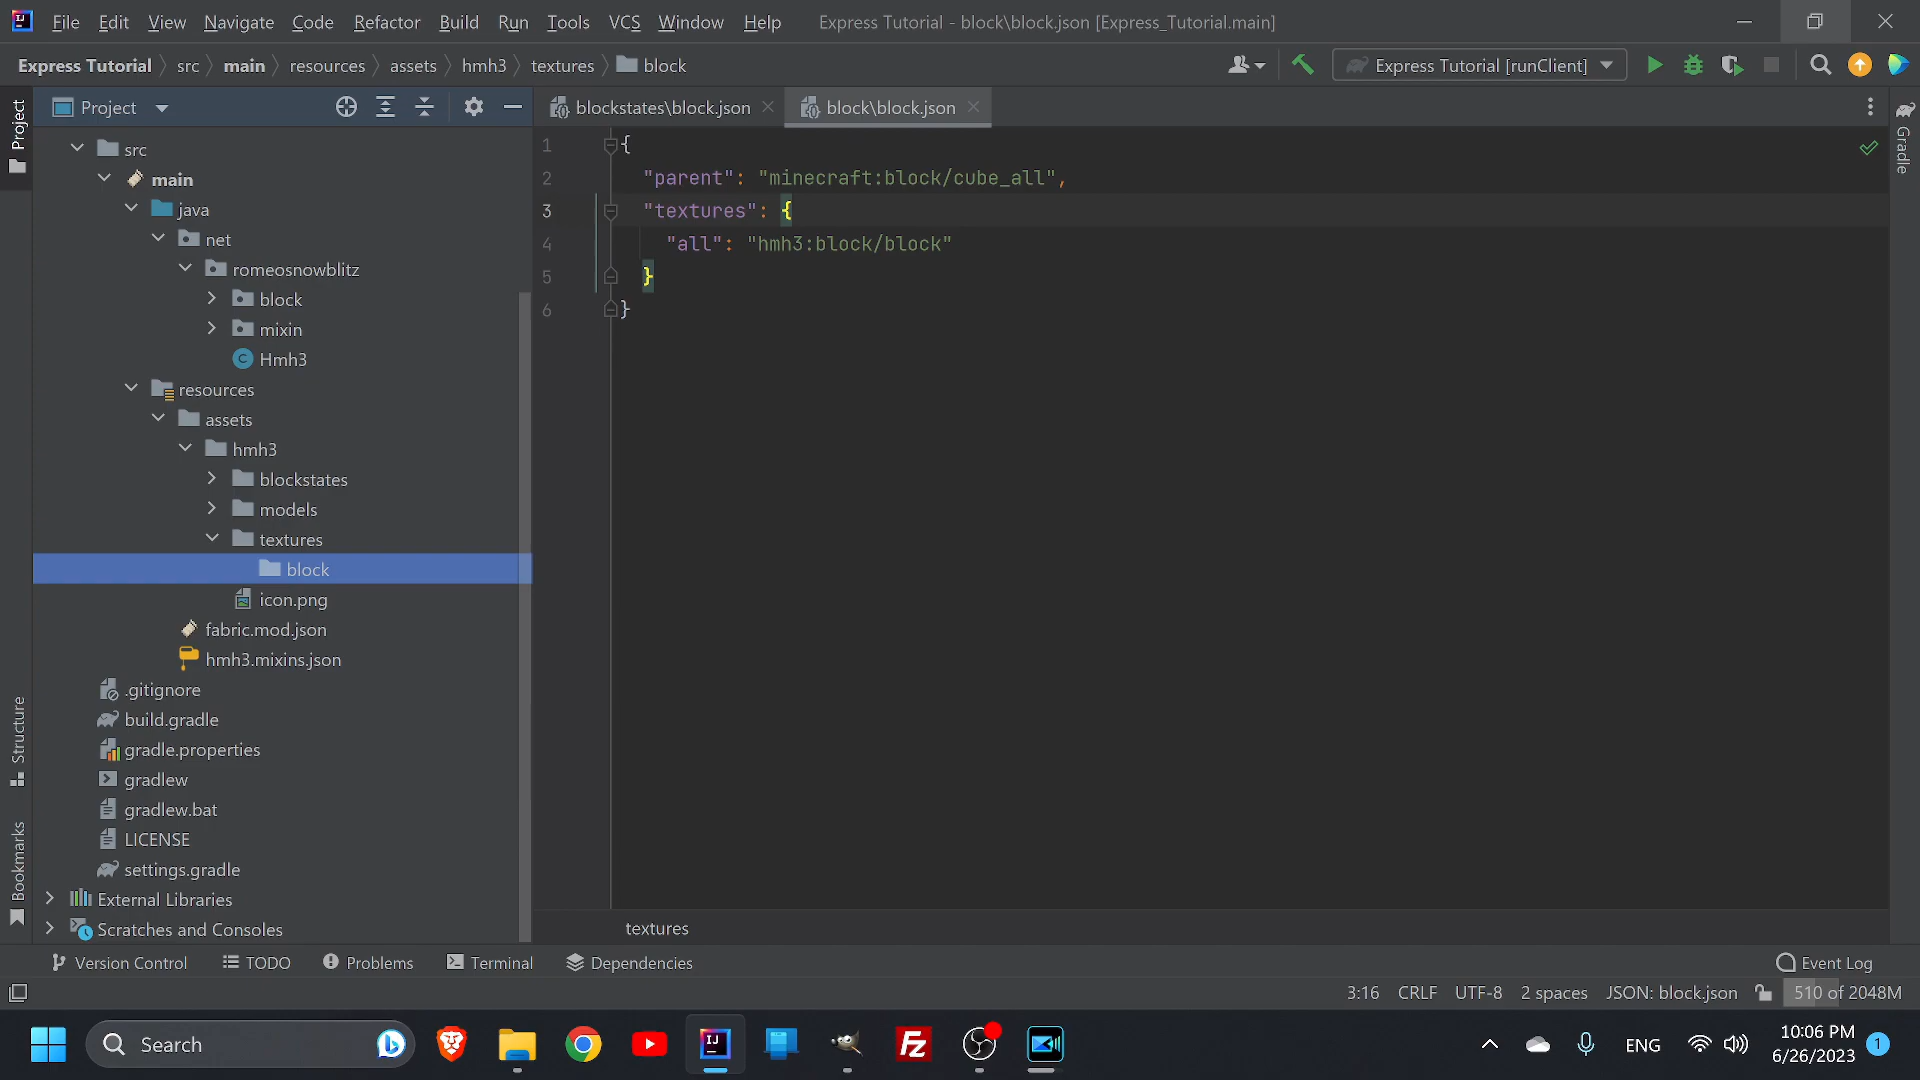 File Edit View Navigate Code Refactor Build Run Tools VCS Window Help Express Tutorial - block\block.json [Express_Tutorial.main]
Express Tutorial src main resources assets hmh3 textures block Express Tutorial [runClient]
Project
Project
blockstates\block.json
block\block.json
Gradle
src
main
java
net
romeosnowblitz
block
mixin
Hmh3
resources
assets
hmh3
blockstates
models
textures
block
icon.png
fabric.mod.json
hmh3.mixins.json
.gitignore
build.gradle
gradle.properties
gradlew
gradlew.bat
LICENSE
settings.gradle
External Libraries
Scratches and Consoles
Structure
Bookmarks
1 {
2 "parent": "minecraft:block/cube_all",
3 "textures": {
4 "all": "hmh3:block/block"
5 }
6 }
textures
Version Control TODO Problems Terminal Dependencies Event Log
3:16 CRLF UTF-8 2 spaces JSON: block.json 510 of 2048M
Search
IJ
Fz
ENG
10:06 PM
6/26/2023
1